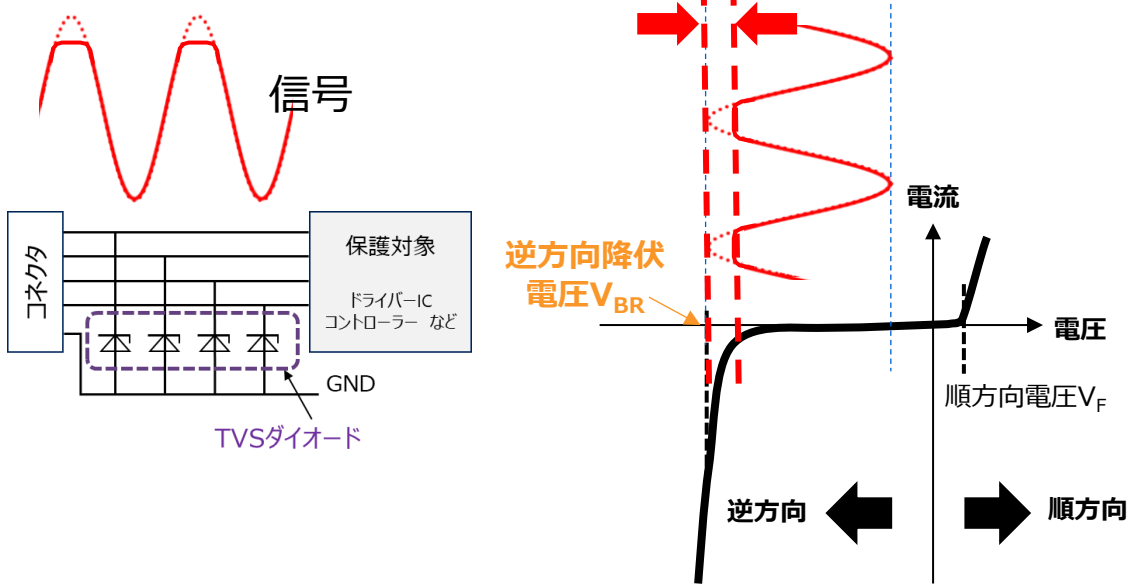 信号
コネクタ
保護対象
ドライバーIC
コントローラー など
GND
TVSダイオード
電流
逆方向降伏
電圧VBR
電圧
順方向電圧VF
逆方向
順方向